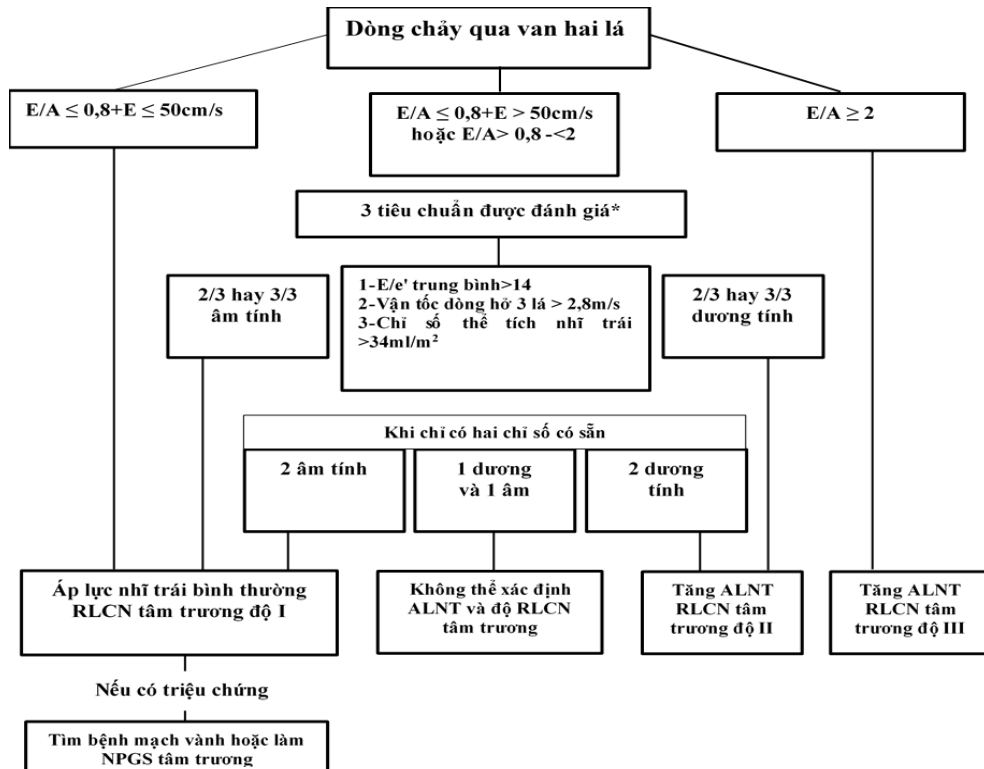 Dòng chảy qua van hai lá
E/A ≤ 0,8+E ≤ 50cm/s
E/A ≤ 0,8+E > 50cm/s
hoặc E/A> 0,8 -<2
E/A ≥ 2
3 tiêu chuẩn được đánh giá*
2/3 hay 3/3
âm tính
1-E/e' trung bình>14
2-Vận tốc dòng hở 3 lá > 2,8m/s
3-Chỉ số thể tích nhĩ trái
>34ml/m²
2/3 hay 3/3
dương tính
Khi chỉ có hai chỉ số có sẵn
2 âm tính
1 dương
và 1 âm
2 dương
tính
Áp lực nhĩ trái bình thường
RLCN tâm trương độ I
Không thể xác định
ALNT và độ RLCN
tâm trương
Tăng ALNT
RLCN tâm
trương độ II
Tăng ALNT
RLCN tâm
trương độ III
Nếu có triệu chứng
Tìm bệnh mạch vành hoặc làm
NPGS tâm trương